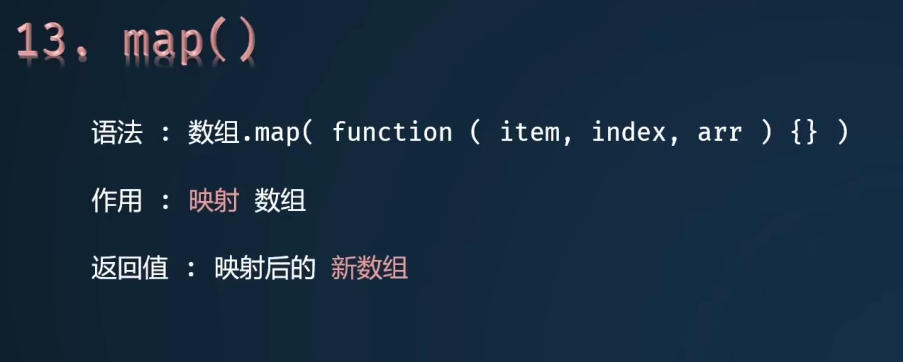 13. map()
语法 : 数组.map( function ( item, index, arr ) {} )
作用 : 映射 数组
返回值 : 映射后的 新数组